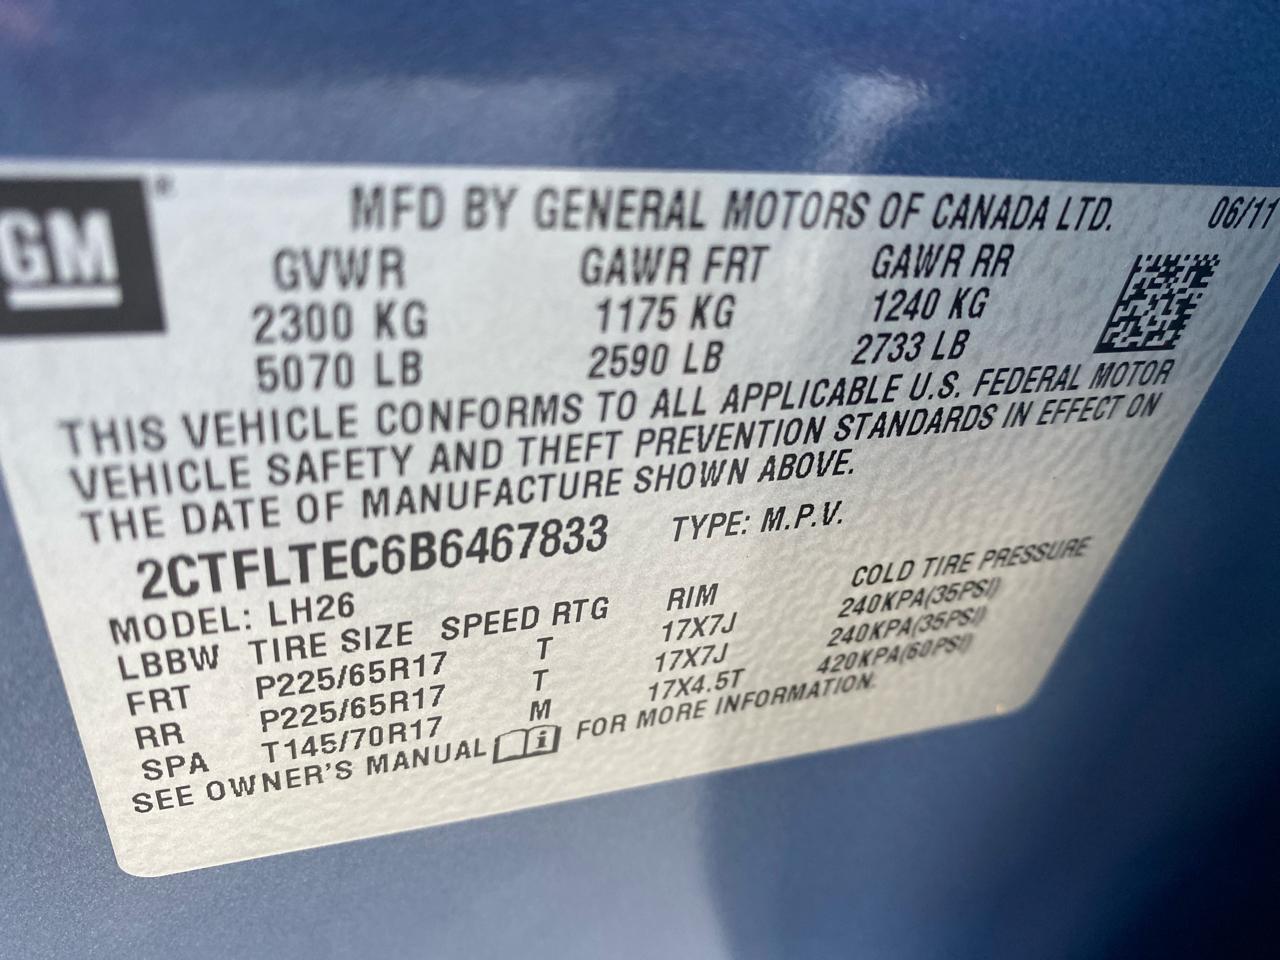 GM
MFD BY GENERAL MOTORS OF CANADA LTD. 06/11
GVWR GAWR FRT GAWR RR
2300 KG 1175 KG 1240 KG
5070 LB 2590 LB 2733 LB
THIS VEHICLE CONFORMS TO ALL APPLICABLE U.S. FEDERAL MOTOR
VEHICLE SAFETY AND THEFT PREVENTION STANDARDS IN EFFECT ON
THE DATE OF MANUFACTURE SHOWN ABOVE.
2CTFLTEC6B6467833 TYPE: M.P.V.
MODEL: LH26
LBBW TIRE SIZE SPEED RTG RIM COLD TIRE PRESSURE
FRT P225/65R17 T 17X7J 240KPA(35PSI)
RR P225/65R17 T 17X7J 240KPA(35PSI)
SPA T145/70R17 M 17X4.5T 420KPA(60PSI)
SEE OWNER'S MANUAL i FOR MORE INFORMATION.